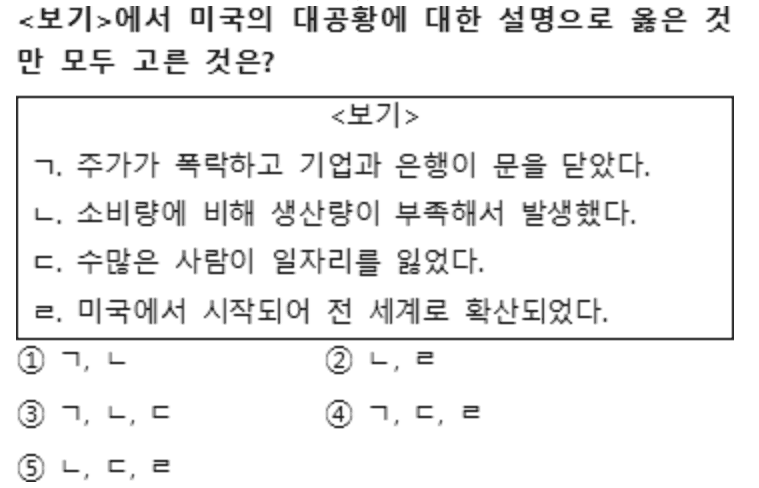 <보기>에서 미국의 대공황에 대한 설명으로 옳은 것
만 모두 고른 것은?
<보기>
ㄱ. 주가가 폭락하고 기업과 은행이 문을 닫았다.
ㄴ. 소비량에 비해 생산량이 부족해서 발생했다.
ㄷ. 수많은 사람이 일자리를 잃었다.
ㄹ. 미국에서 시작되어 전 세계로 확산되었다.
① ㄱ, ㄴ ② ㄴ, ㄹ
③ ㄱ, ㄴ, ㄷ ④ ㄱ, ㄷ, ㄹ
⑤ ㄴ, ㄷ, ㄹ